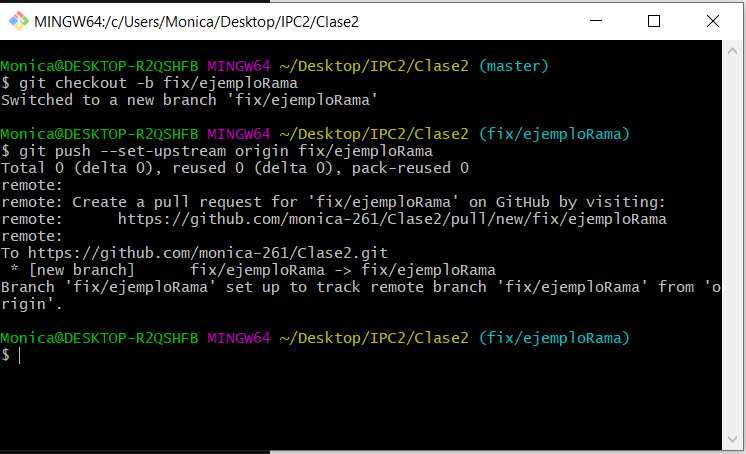 MINGW64:/c/Users/Monica/Desktop/IPC2/Clase2
Monica@DESKTOP-R2QSHFB MINGW64 ~/Desktop/IPC2/Clase2 (master)
$ git checkout -b fix/ejemploRama
Switched to a new branch 'fix/ejemploRama'
Monica@DESKTOP-R2QSHFB MINGW64 ~/Desktop/IPC2/Clase2 (fix/ejemploRama)
$ git push --set-upstream origin fix/ejemploRama
Total 0 (delta 0), reused 0 (delta 0), pack-reused 0
remote:
remote: Create a pull request for 'fix/ejemploRama' on GitHub by visiting:
remote:      https://github.com/monica-261/Clase2/pull/new/fix/ejemploRama
remote:
To https://github.com/monica-261/Clase2.git
 * [new branch]      fix/ejemploRama -> fix/ejemploRama
Branch 'fix/ejemploRama' set up to track remote branch 'fix/ejemploRama' from 'o
rigin'.
Monica@DESKTOP-R2QSHFB MINGW64 ~/Desktop/IPC2/Clase2 (fix/ejemploRama)
$